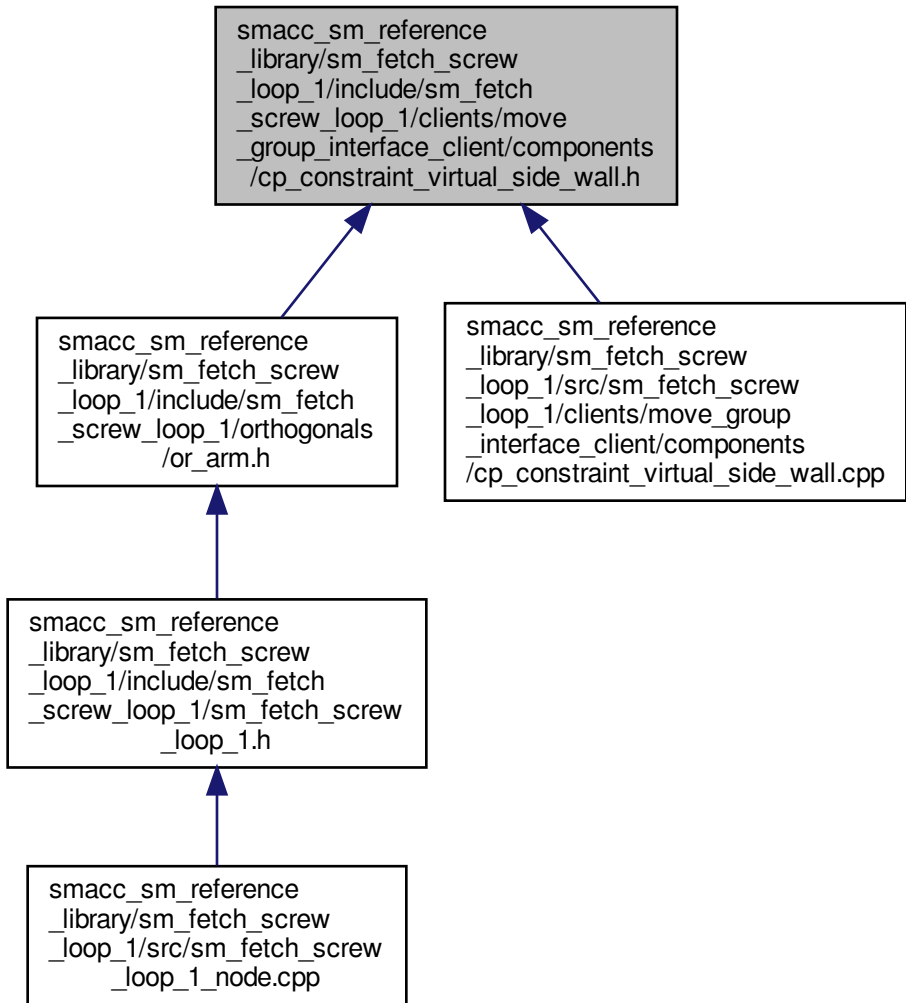 smacc_sm_reference
_library/sm_fetch_screw
_loop_1/include/sm_fetch
_screw_loop_1/clients/move
_group_interface_client/components
/cp_constraint_virtual_side_wall.h
smacc_sm_reference
_library/sm_fetch_screw
_loop_1/include/sm_fetch
_screw_loop_1/orthogonals
/or_arm.h
smacc_sm_reference
_library/sm_fetch_screw
_loop_1/src/sm_fetch_screw
_loop_1/clients/move_group
_interface_client/components
/cp_constraint_virtual_side_wall.cpp
smacc_sm_reference
_library/sm_fetch_screw
_loop_1/include/sm_fetch
_screw_loop_1/sm_fetch_screw
_loop_1.h
smacc_sm_reference
_library/sm_fetch_screw
_loop_1/src/sm_fetch_screw
_loop_1_node.cpp